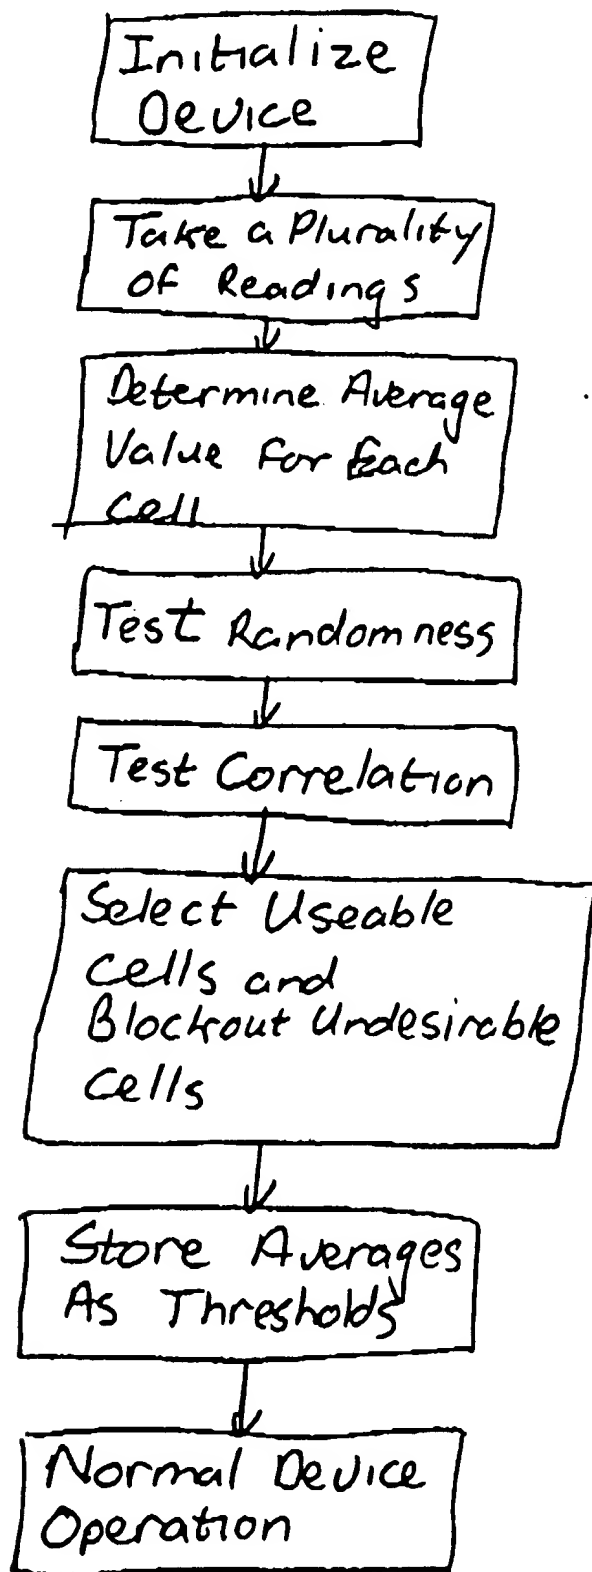 Initialize
Device
Take a Plurality
of Readings
Determine Average
Value for Each
Cell
Test Randomness
Test Correlation
Select Useable
Cells and
Blockout Undesirable
Cells
Store Averages
As Thresholds
Normal Device
Operation